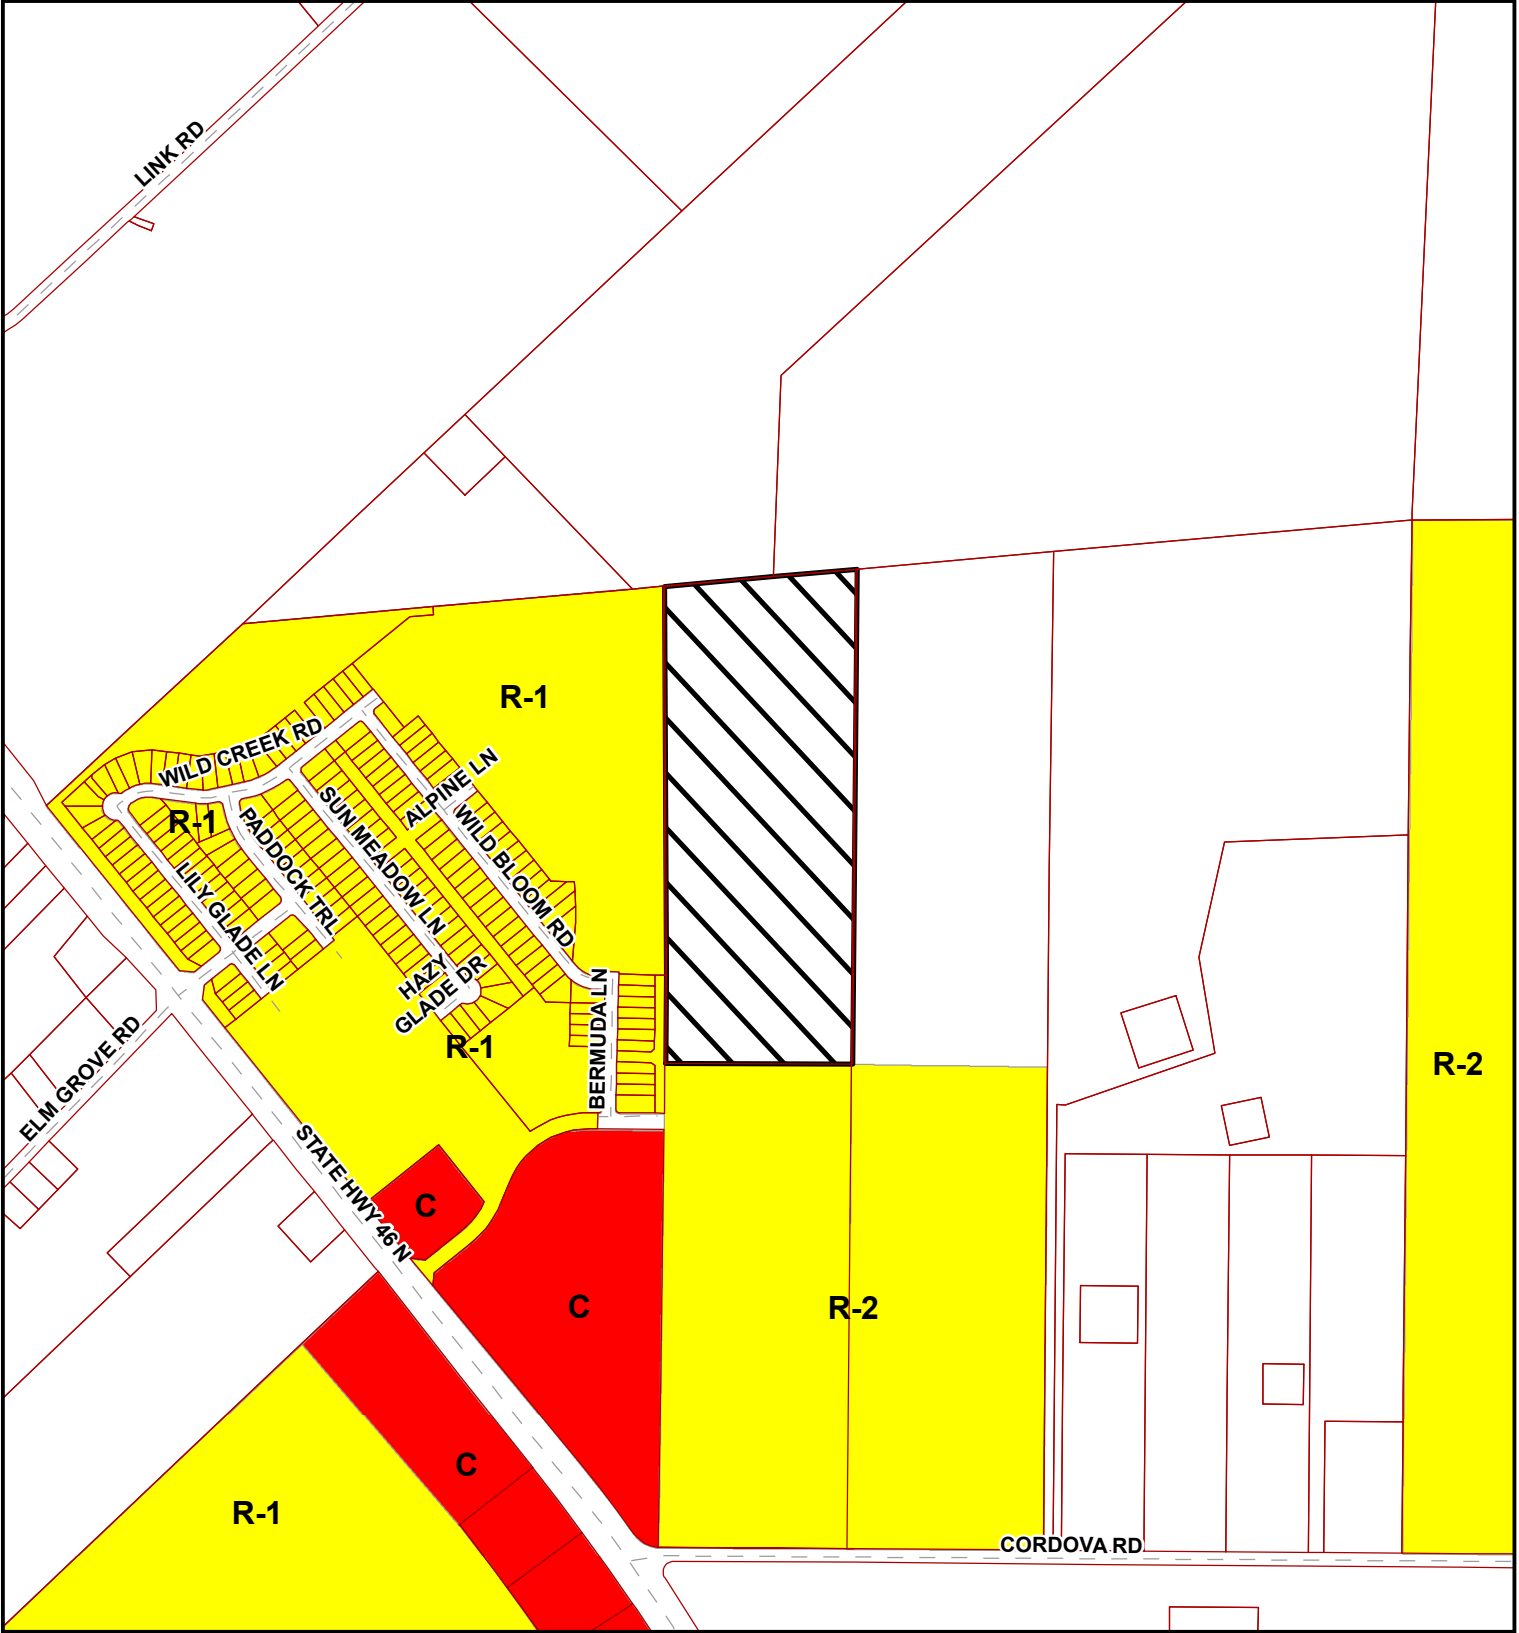 LINK RD
R-1
WILD CREEK RD
ALPINE LN
R-1
PADDOCK TRL
SUN MEADOW LN
WILD BLOOM RD
LILY GLADE LN
HAZY
GLADE DR
R-1
BERMUDA LN
ELM GROVE RD
R-2
STATE HWY 46 N
C
C
R-2
C
R-1
CORDOVA RD